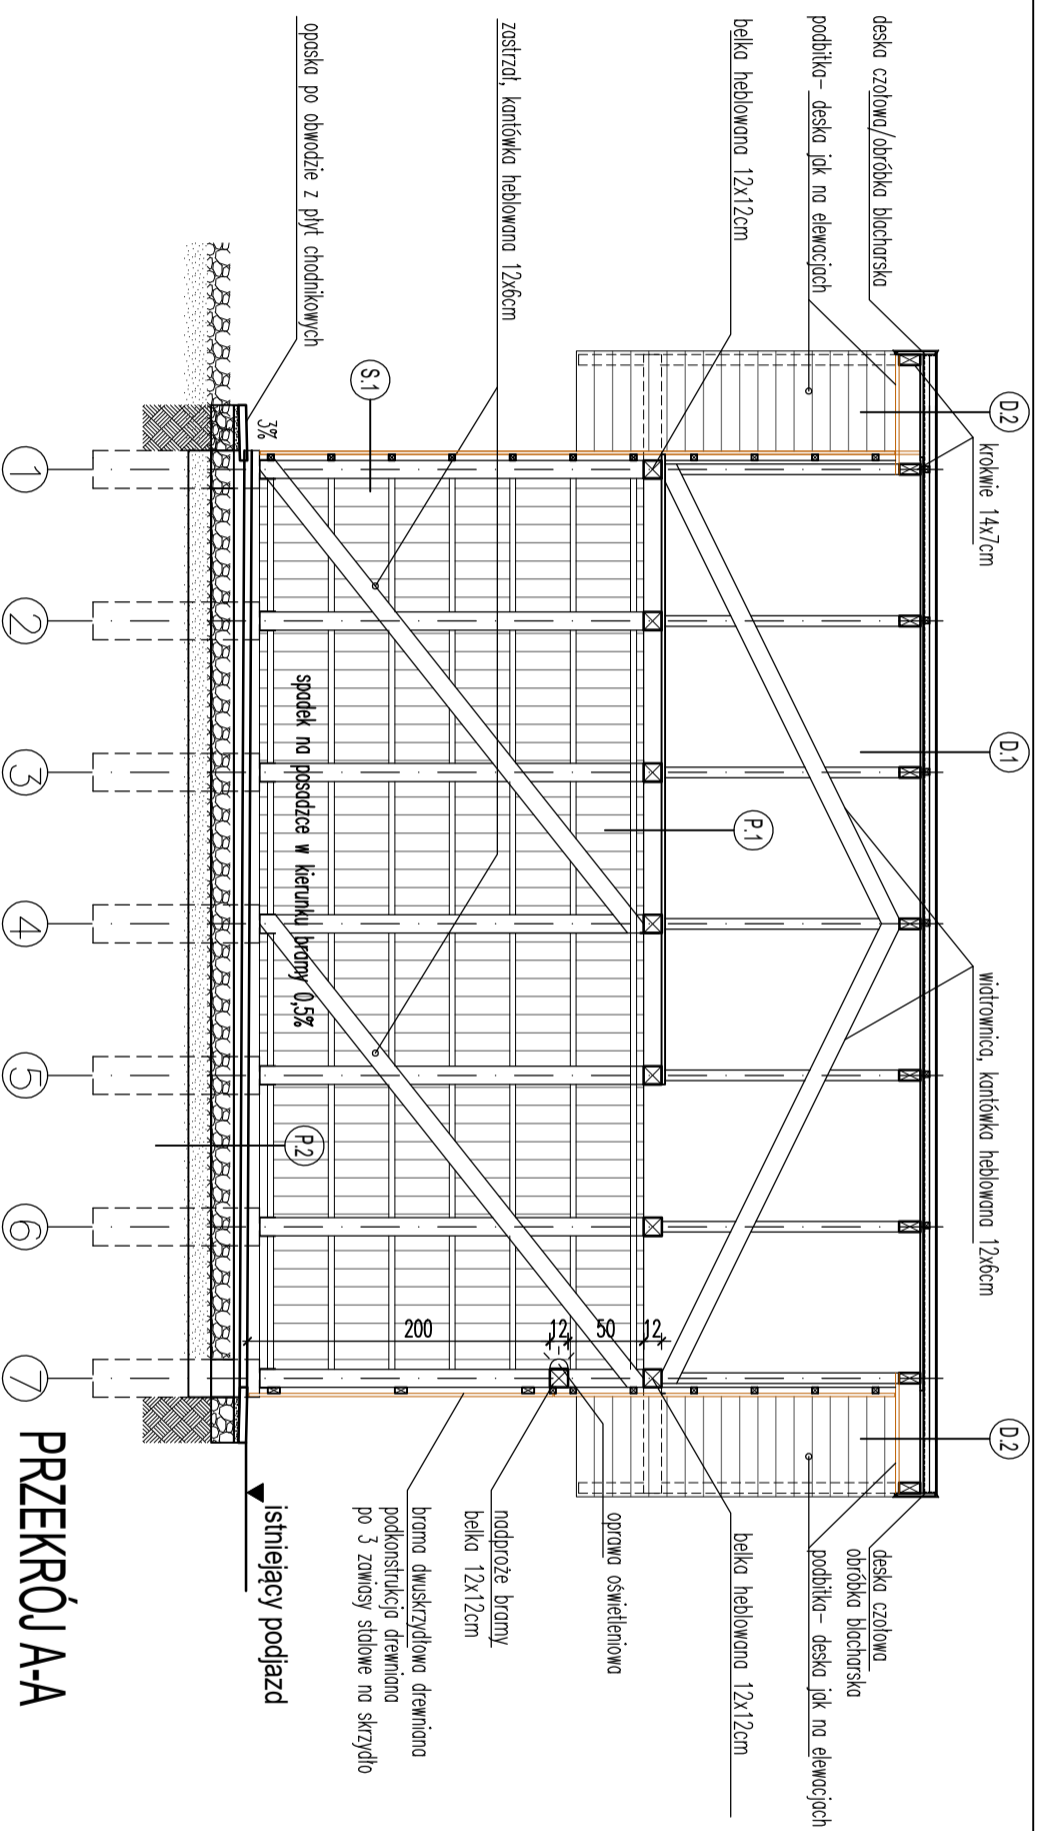 deska czołowa/obróbka blacharska
podbitka- deska jak na elewacjach
belka heblowana 12x12cm
zastrzał, kantówka heblowana 12x6cm
opaska po obwodzie z płyt chodnikowych
D.2
krokwie 14x7cm
D.1
wiatrownica, kantówka heblowana 12x6cm
D.2
deska czołowa
obróbka blacharska
podbitka- deska jak na elewacjach
belka heblowana 12x12cm
oprawa oświetleniowa
nadproże bramy
belka 12x12cm
brama dwuskrzydłowa drewniana
podkonstrukcja drewniana
po 3 zawiasy stalowe na skrzydło
istniejący podjazd
S.1
P.1
P.2
3%
spadek na posadzce w kierunku bramy 0,5%
12
50
12
200
1
2
3
4
5
6
7
PRZEKRÓJ A-A